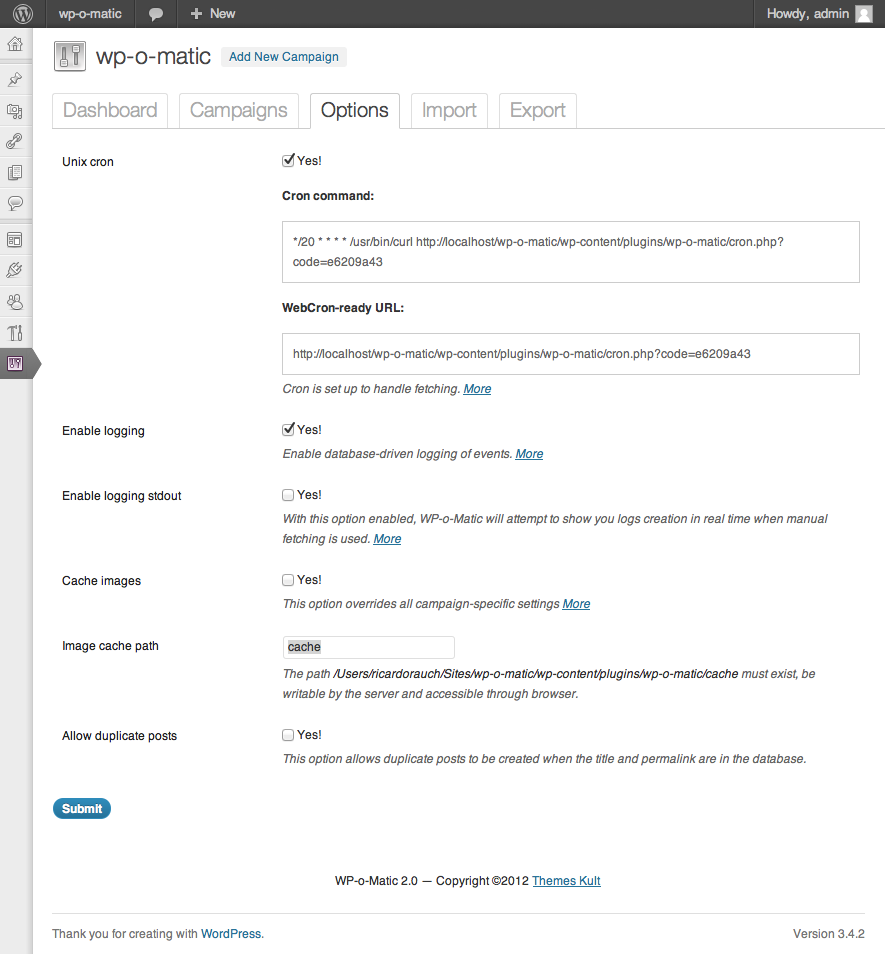 wp-o-matic New Howdy, admin
wp-o-matic Add New Campaign
Dashboard Campaigns Options Import Export
Unix cron Yes!
Cron command:
*/20 * * * * /usr/bin/curl http://localhost/wp-o-matic/wp-content/plugins/wp-o-matic/cron.php?
code=e6209a43
WebCron-ready URL:
http://localhost/wp-o-matic/wp-content/plugins/wp-o-matic/cron.php?code=e6209a43
Cron is set up to handle fetching. More
Enable logging Yes!
Enable database-driven logging of events. More
Enable logging stdout Yes!
With this option enabled, WP-o-Matic will attempt to show you logs creation in real time when manual
fetching is used. More
Cache images Yes!
This option overrides all campaign-specific settings More
Image cache path cache
The path /Users/ricardorauch/Sites/wp-o-matic/wp-content/plugins/wp-o-matic/cache must exist, be
writable by the server and accessible through browser.
Allow duplicate posts Yes!
This option allows duplicate posts to be created when the title and permalink are in the database.
Submit
WP-o-Matic 2.0 — Copyright ©2012 Themes Kult
Thank you for creating with WordPress. Version 3.4.2